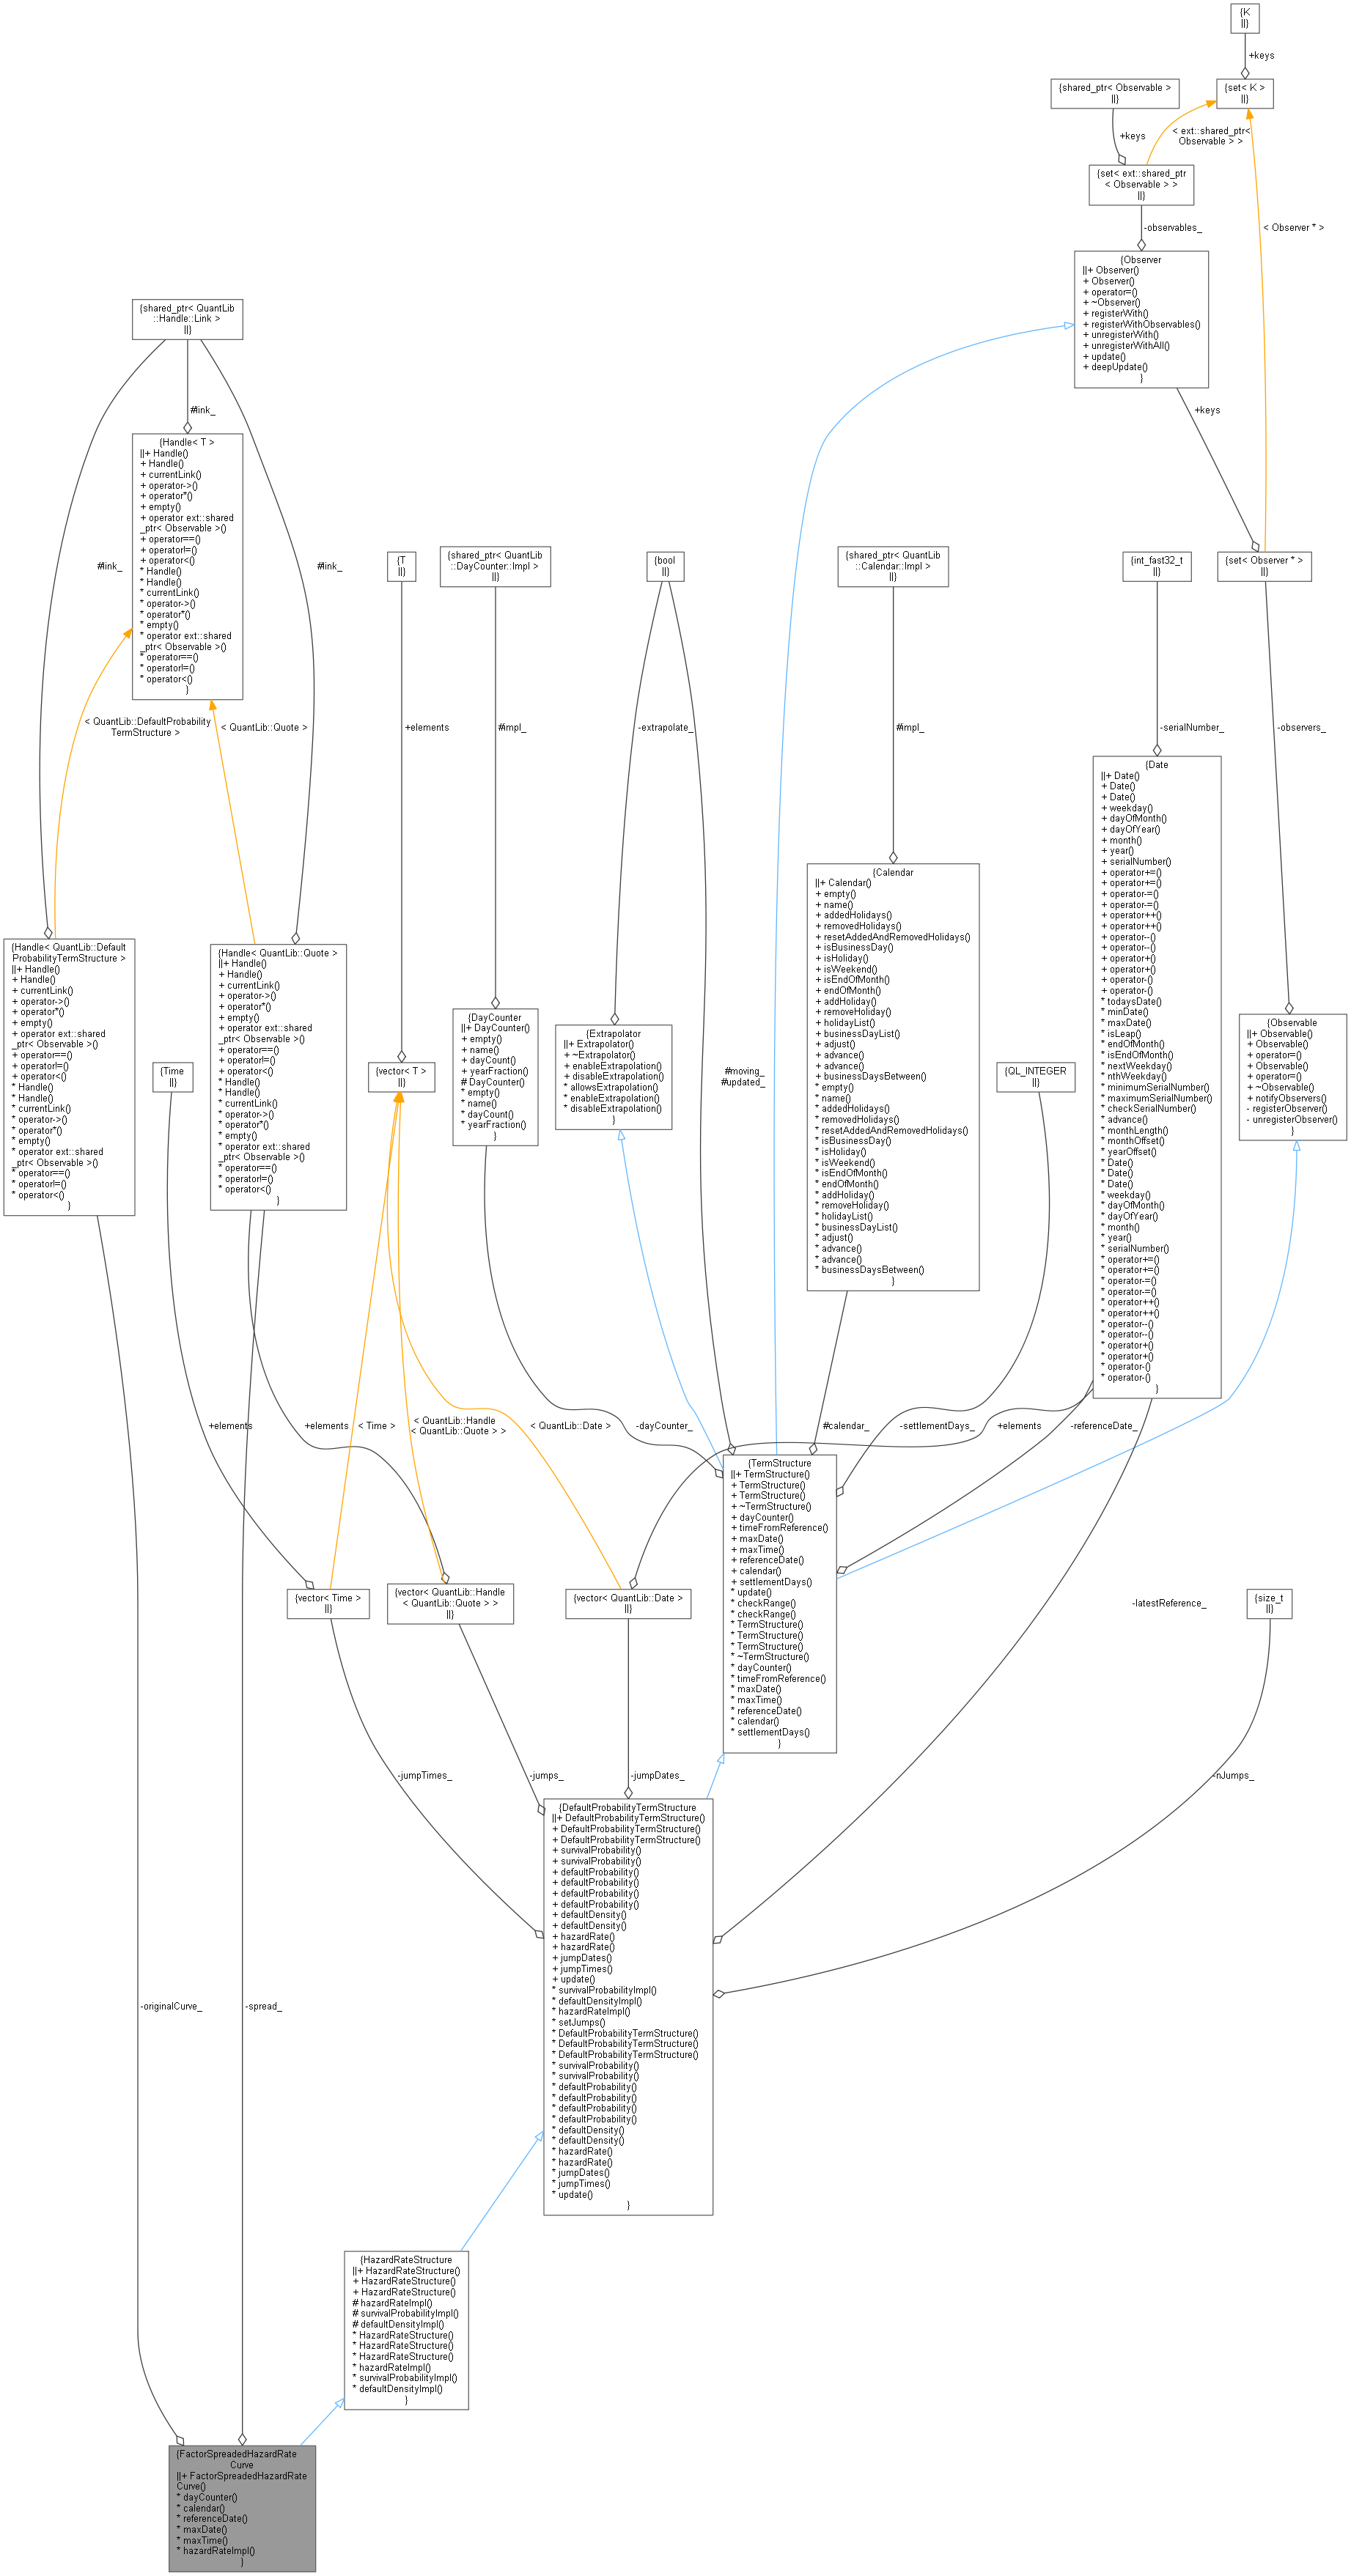 {K
||}
+keys
{shared_ptr< Observable >
||}
{set< K >
||}
+keys
< ext::shared_ptr<
Observable > >
{set< ext::shared_ptr
< Observable > >
||}
-observables_
< Observer * >
{Observer
||+ Observer()
+ Observer()
+ operator=()
+ ~Observer()
+ registerWith()
+ registerWithObservables()
+ unregisterWith()
+ unregisterWithAll()
+ update()
+ deepUpdate()
}
{shared_ptr< QuantLib
::Handle::Link >
||}
#link_
+keys
{Handle< T >
||+ Handle()
+ Handle()
+ currentLink()
+ operator->()
+ operator*()
+ empty()
+ operator ext::shared
_ptr< Observable >()
+ operator==()
+ operator!=()
+ operator<()
* Handle()
* Handle()
* currentLink()
* operator->()
* operator*()
* empty()
* operator ext::shared
_ptr< Observable >()
* operator==()
* operator!=()
* operator<()
}
#link_
#link_
{T
||}
{shared_ptr< QuantLib
::DayCounter::Impl >
||}
{bool
||}
{shared_ptr< QuantLib
::Calendar::Impl >
||}
{int_fast32_t
||}
{set< Observer * >
||}
< QuantLib::DefaultProbability
TermStructure >
< QuantLib::Quote >
+elements
#impl_
-extrapolate_
#impl_
-serialNumber_
-observers_
{Date
||+ Date()
+ Date()
+ Date()
+ weekday()
+ dayOfMonth()
+ dayOfYear()
+ month()
+ year()
+ serialNumber()
+ operator+=()
+ operator+=()
+ operator-=()
+ operator-=()
+ operator++()
+ operator++()
+ operator--()
+ operator--()
+ operator+()
+ operator+()
+ operator-()
+ operator-()
* todaysDate()
* minDate()
* maxDate()
* isLeap()
* endOfMonth()
* isEndOfMonth()
* nextWeekday()
* nthWeekday()
* minimumSerialNumber()
* maximumSerialNumber()
* checkSerialNumber()
* advance()
* monthLength()
* monthOffset()
* yearOffset()
* Date()
* Date()
* Date()
* weekday()
* dayOfMonth()
* dayOfYear()
* month()
* year()
* serialNumber()
* operator+=()
* operator+=()
* operator-=()
* operator-=()
* operator++()
* operator++()
* operator--()
* operator--()
* operator+()
* operator+()
* operator-()
* operator-()
}
{Calendar
||+ Calendar()
+ empty()
+ name()
+ addedHolidays()
+ removedHolidays()
+ resetAddedAndRemovedHolidays()
+ isBusinessDay()
+ isHoliday()
+ isWeekend()
+ isEndOfMonth()
+ endOfMonth()
+ addHoliday()
+ removeHoliday()
+ holidayList()
+ businessDayList()
+ adjust()
+ advance()
+ advance()
+ businessDaysBetween()
* empty()
* name()
* addedHolidays()
* removedHolidays()
* resetAddedAndRemovedHolidays()
* isBusinessDay()
* isHoliday()
* isWeekend()
* isEndOfMonth()
* endOfMonth()
* addHoliday()
* removeHoliday()
* holidayList()
* businessDayList()
* adjust()
* advance()
* advance()
* businessDaysBetween()
}
{Handle< QuantLib::Default
ProbabilityTermStructure >
||+ Handle()
+ Handle()
+ currentLink()
+ operator->()
+ operator*()
+ empty()
+ operator ext::shared
_ptr< Observable >()
+ operator==()
+ operator!=()
+ operator<()
* Handle()
* Handle()
* currentLink()
* operator->()
* operator*()
* empty()
* operator ext::shared
_ptr< Observable >()
* operator==()
* operator!=()
* operator<()
}
{Handle< QuantLib::Quote >
||+ Handle()
+ Handle()
+ currentLink()
+ operator->()
+ operator*()
+ empty()
+ operator ext::shared
_ptr< Observable >()
+ operator==()
+ operator!=()
+ operator<()
* Handle()
* Handle()
* currentLink()
* operator->()
* operator*()
* empty()
* operator ext::shared
_ptr< Observable >()
* operator==()
* operator!=()
* operator<()
}
{Time
||}
{vector< T >
||}
{DayCounter
||+ DayCounter()
+ empty()
+ name()
+ dayCount()
+ yearFraction()
# DayCounter()
* empty()
* name()
* dayCount()
* yearFraction()
}
{Extrapolator
||+ Extrapolator()
+ ~Extrapolator()
+ enableExtrapolation()
+ disableExtrapolation()
* allowsExtrapolation()
* enableExtrapolation()
* disableExtrapolation()
}
#moving_
#updated_
{QL_INTEGER
||}
{Observable
||+ Observable()
+ Observable()
+ operator=()
+ Observable()
+ operator=()
+ ~Observable()
+ notifyObservers()
- registerObserver()
- unregisterObserver()
}
+elements
+elements
< Time >
< QuantLib::Handle
< QuantLib::Quote > >
< QuantLib::Date >
-dayCounter_
#calendar_
-settlementDays_
+elements
-referenceDate_
{TermStructure
||+ TermStructure()
+ TermStructure()
+ TermStructure()
+ ~TermStructure()
+ dayCounter()
+ timeFromReference()
+ maxDate()
+ maxTime()
+ referenceDate()
+ calendar()
+ settlementDays()
* update()
* checkRange()
* checkRange()
* TermStructure()
* TermStructure()
* TermStructure()
* ~TermStructure()
* dayCounter()
* timeFromReference()
* maxDate()
* maxTime()
* referenceDate()
* calendar()
* settlementDays()
}
{vector< Time >
||}
{vector< QuantLib::Handle
< QuantLib::Quote > >
||}
{vector< QuantLib::Date >
||}
-latestReference_
{size_t
||}
-jumpTimes_
-jumps_
-jumpDates_
-nJumps_
{DefaultProbabilityTermStructure
||+ DefaultProbabilityTermStructure()
+ DefaultProbabilityTermStructure()
+ DefaultProbabilityTermStructure()
+ survivalProbability()
+ survivalProbability()
+ defaultProbability()
+ defaultProbability()
+ defaultProbability()
+ defaultProbability()
+ defaultDensity()
+ defaultDensity()
+ hazardRate()
+ hazardRate()
+ jumpDates()
+ jumpTimes()
+ update()
* survivalProbabilityImpl()
* defaultDensityImpl()
* hazardRateImpl()
* setJumps()
* DefaultProbabilityTermStructure()
* DefaultProbabilityTermStructure()
* DefaultProbabilityTermStructure()
* survivalProbability()
* survivalProbability()
* defaultProbability()
* defaultProbability()
* defaultProbability()
* defaultProbability()
* defaultDensity()
* defaultDensity()
* hazardRate()
* hazardRate()
* jumpDates()
* jumpTimes()
* update()
}
-originalCurve_
-spread_
{HazardRateStructure
||+ HazardRateStructure()
+ HazardRateStructure()
+ HazardRateStructure()
# hazardRateImpl()
# survivalProbabilityImpl()
# defaultDensityImpl()
* HazardRateStructure()
* HazardRateStructure()
* HazardRateStructure()
* hazardRateImpl()
* survivalProbabilityImpl()
* defaultDensityImpl()
}
{FactorSpreadedHazardRate
Curve
||+ FactorSpreadedHazardRate
Curve()
* dayCounter()
* calendar()
* referenceDate()
* maxDate()
* maxTime()
* hazardRateImpl()
}